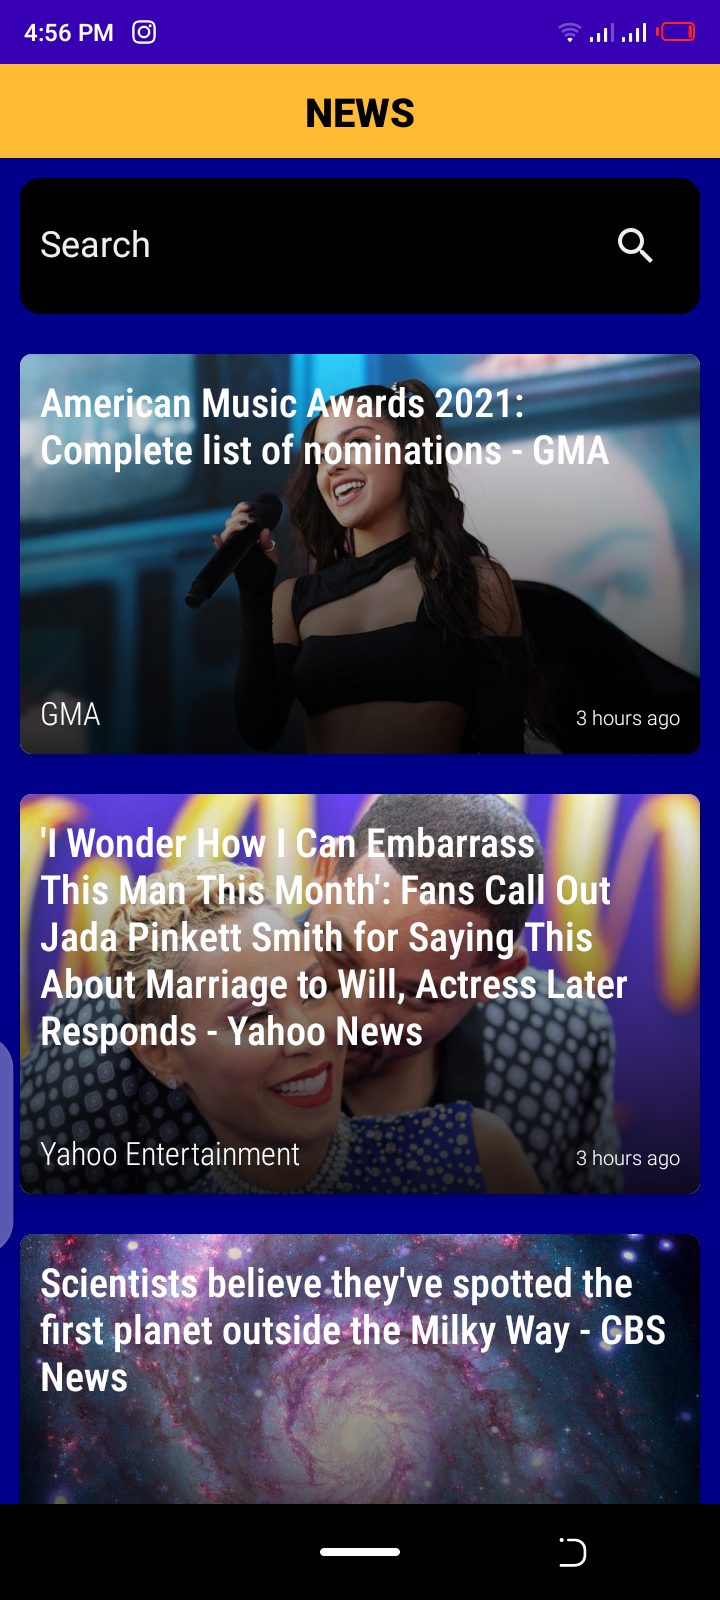 4:56 PM
NEWS
Search
American Music Awards 2021:
Complete list of nominations - GMA
GMA
3 hours ago
'I Wonder How I Can Embarrass
This Man This Month': Fans Call Out
Jada Pinkett Smith for Saying This
About Marriage to Will, Actress Later
Responds - Yahoo News
Yahoo Entertainment
3 hours ago
Scientists believe they've spotted the
first planet outside the Milky Way - CBS
News